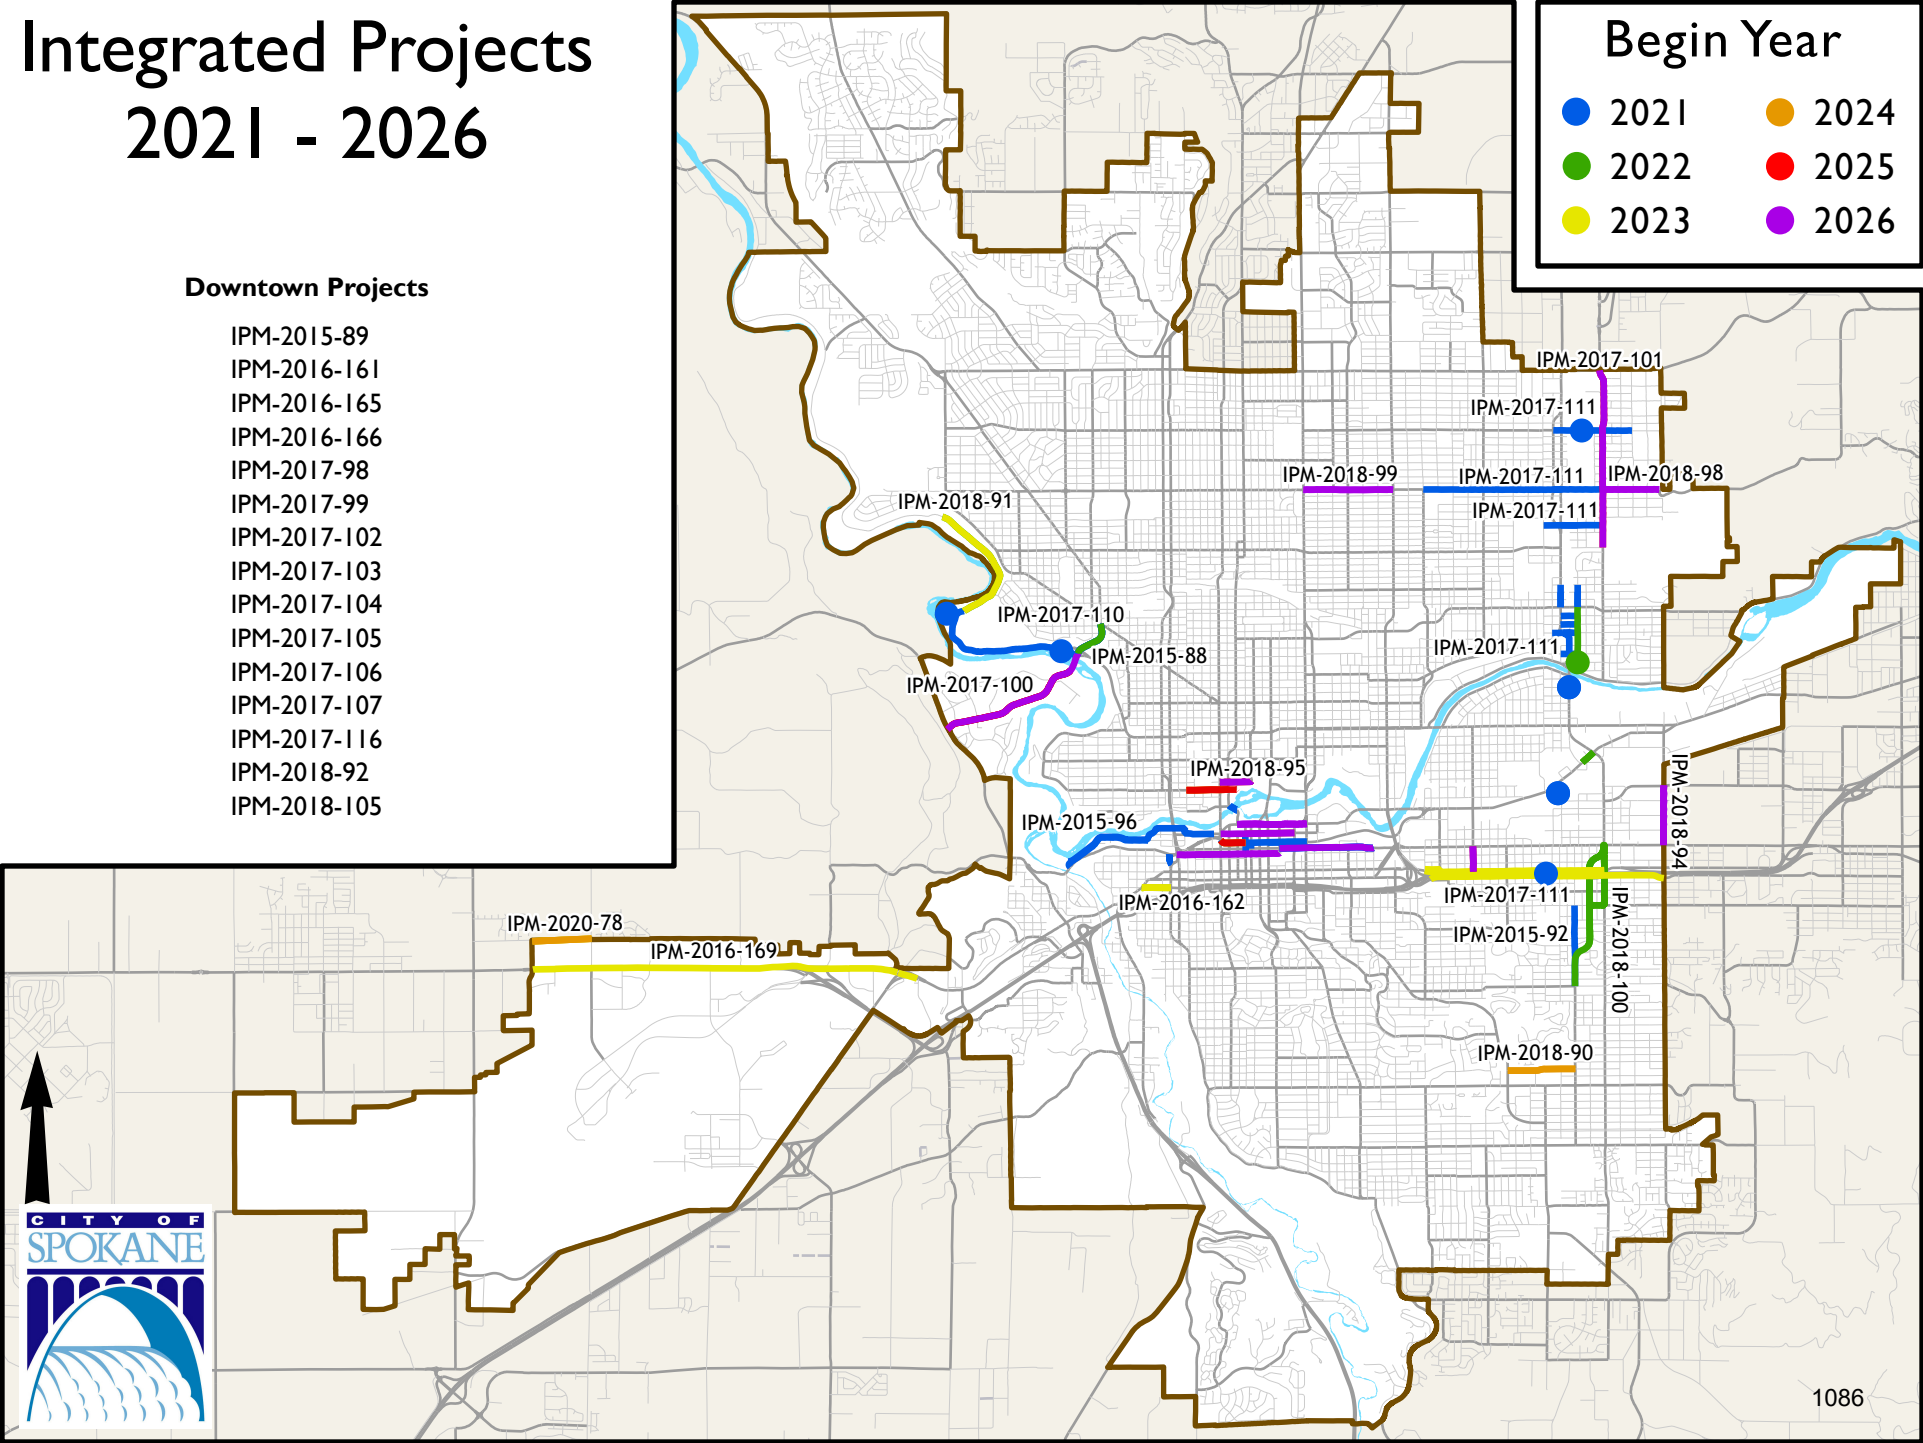 Integrated Projects
2021 - 2026
Downtown Projects
IPM-2015-89
IPM-2016-161
IPM-2016-165
IPM-2016-166
IPM-2017-98
IPM-2017-99
IPM-2017-102
IPM-2017-103
IPM-2017-104
IPM-2017-105
IPM-2017-106
IPM-2017-107
IPM-2017-116
IPM-2018-92
IPM-2018-105
Begin Year
2021
2024
2022
2025
2023
2026
IPM-2017-101
IPM-2017-111
IPM-2018-99
IPM-2017-111
IPM-2018-98
IPM-2018-91
IPM-2017-111
IPM-2017-110
IPM-2017-111
IPM-2015-88
IPM-2017-100
IPM-2018-95
IPM-2018-94
IPM-2015-96
IPM-2017-111
IPM-2016-162
IPM-2018-100
IPM-2020-78
IPM-2015-92
IPM-2016-169
IPM-2018-90
CITY OF
SPOKANE
1086